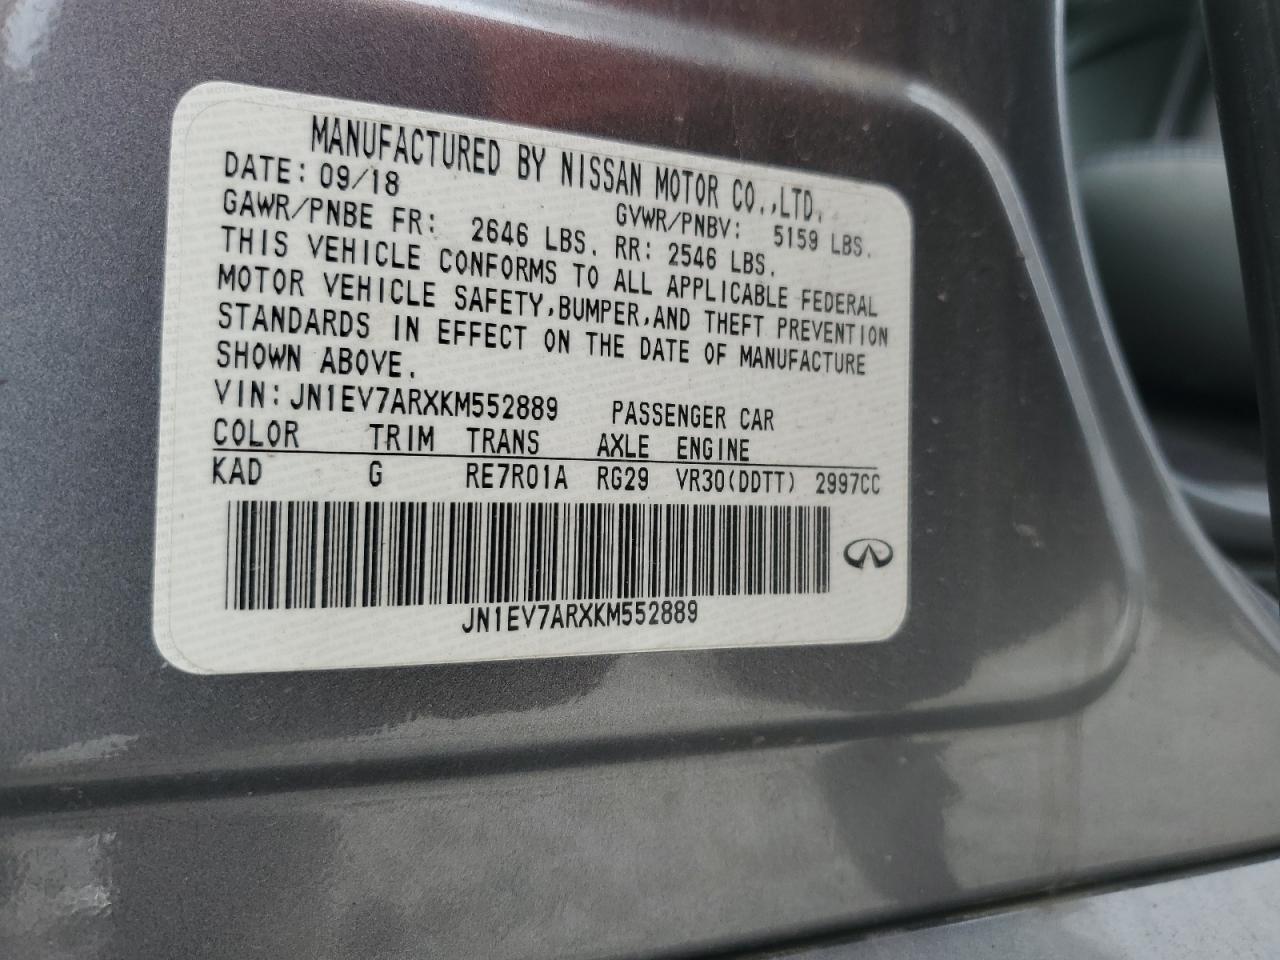 MANUFACTURED BY NISSAN MOTOR CO.,LTD.
DATE: 09/18 GVWR/PNBV: 5159 LBS.
GAWR/PNBE FR: 2646 LBS. RR: 2546 LBS.
THIS VEHICLE CONFORMS TO ALL APPLICABLE FEDERAL
MOTOR VEHICLE SAFETY,BUMPER,AND THEFT PREVENTION
STANDARDS IN EFFECT ON THE DATE OF MANUFACTURE
SHOWN ABOVE.
VIN: JN1EV7ARXKM552889 PASSENGER CAR
COLOR TRIM TRANS AXLE ENGINE
KAD G RE7R01A RG29 VR30(DDTT) 2997CC
JN1EV7ARXKM552889